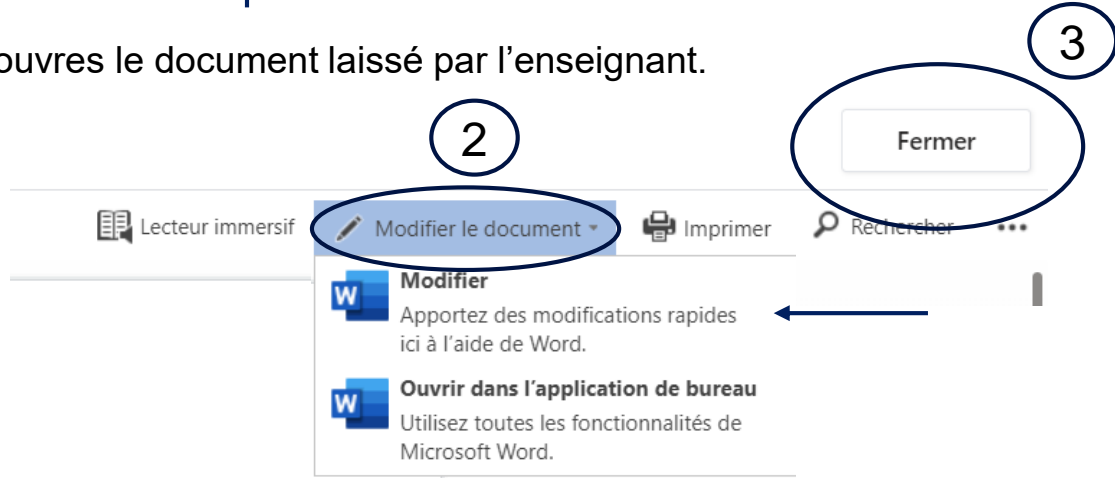 ouvres le document laissé par l’enseignant.
3
2
Fermer
Lecteur immersif Modifier le document Imprimer Rechercher ...
W Modifier
Apportez des modifications rapides
ici à l’aide de Word.
W Ouvrir dans l’application de bureau
Utilisez toutes les fonctionnalités de
Microsoft Word.